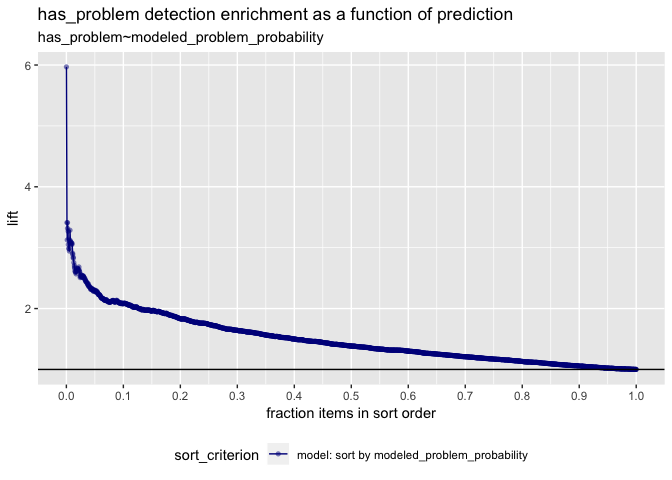 has_problem detection enrichment as a function of prediction
has_problem~modeled_problem_probability
6
4
2
lift
0.0 0.1 0.2 0.3 0.4 0.5 0.6 0.7 0.8 0.9 1.0
fraction items in sort order
sort_criterion model: sort by modeled_problem_probability